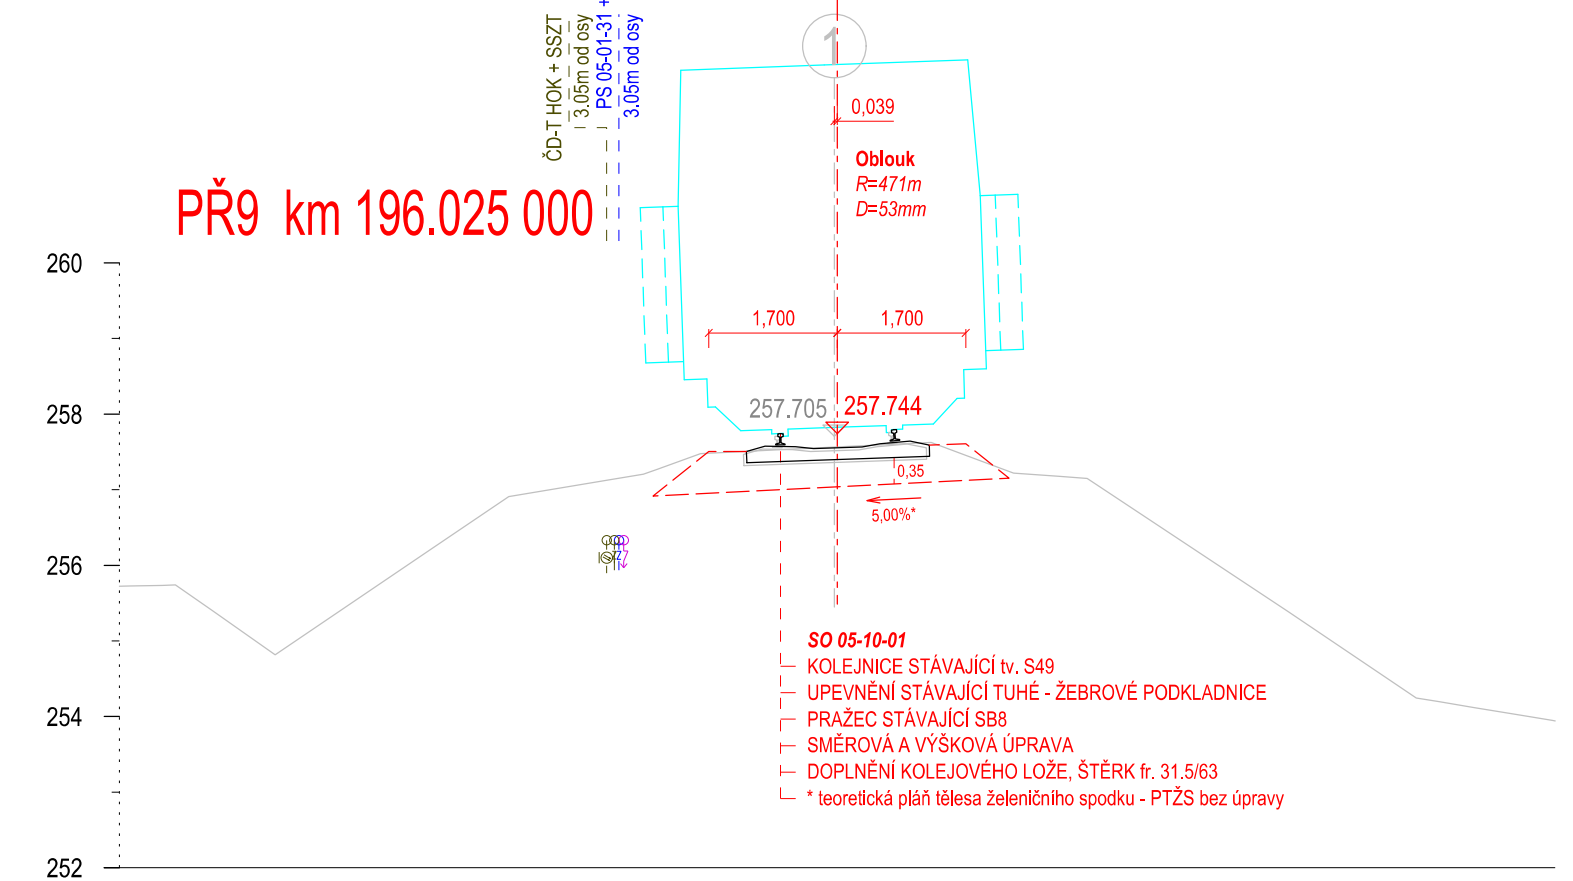 ČD-T HOK + SSZT
3.05m od osy
PS 05-01-31 +
3.05m od osy
1
0,039
Oblouk
R=471m
D=53mm
PŘ9 km 196.025 000
260
1,700
1,700
258
257.705
257.744
0,35
5,00%*
256
SO 05-10-01
KOLEJNICE STÁVAJÍCÍ tv. S49
UPEVNĚNÍ STÁVAJÍCÍ TUHÉ - ŽEBROVÉ PODKLADNICE
254
PRAŽEC STÁVAJÍCÍ SB8
SMĚROVÁ A VÝŠKOVÁ ÚPRAVA
DOPLNĚNÍ KOLEJOVÉHO LOŽE, ŠTĚRK fr. 31.5/63
* teoretická pláň tělesa želeničního spodku - PTŽS bez úpravy
252